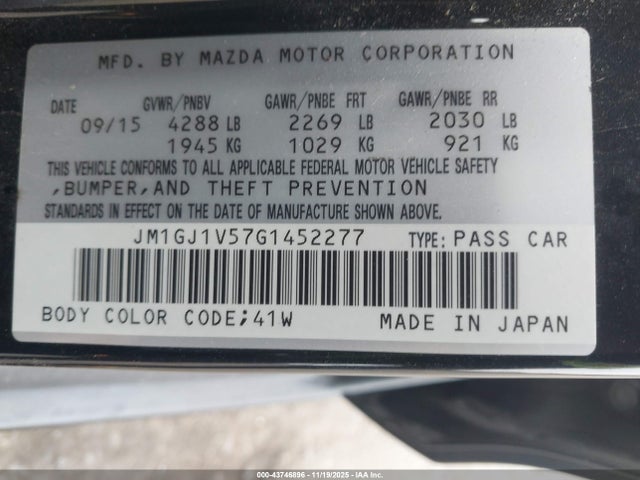 MFD. BY MAZDA MOTOR CORPORATION
DATE GVWR/PNBV GAWR/PNBE FRT GAWR/PNBE RR
09/15 4288 LB 2269 LB 2030 LB
1945 KG 1029 KG 921 KG
THIS VEHICLE CONFORMS TO ALL APPLICABLE FEDERAL MOTOR VEHICLE SAFETY
,BUMPER,AND THEFT PREVENTION
STANDARDS IN EFFECT ON THE DATE OF MANUFACTURE SHOWN ABOVE.
JM1GJ1V57G1452277 TYPE: PASS CAR
BODY COLOR CODE;41W MADE IN JAPAN
000-43746896 - 11/19/2025 - IAAI.COM